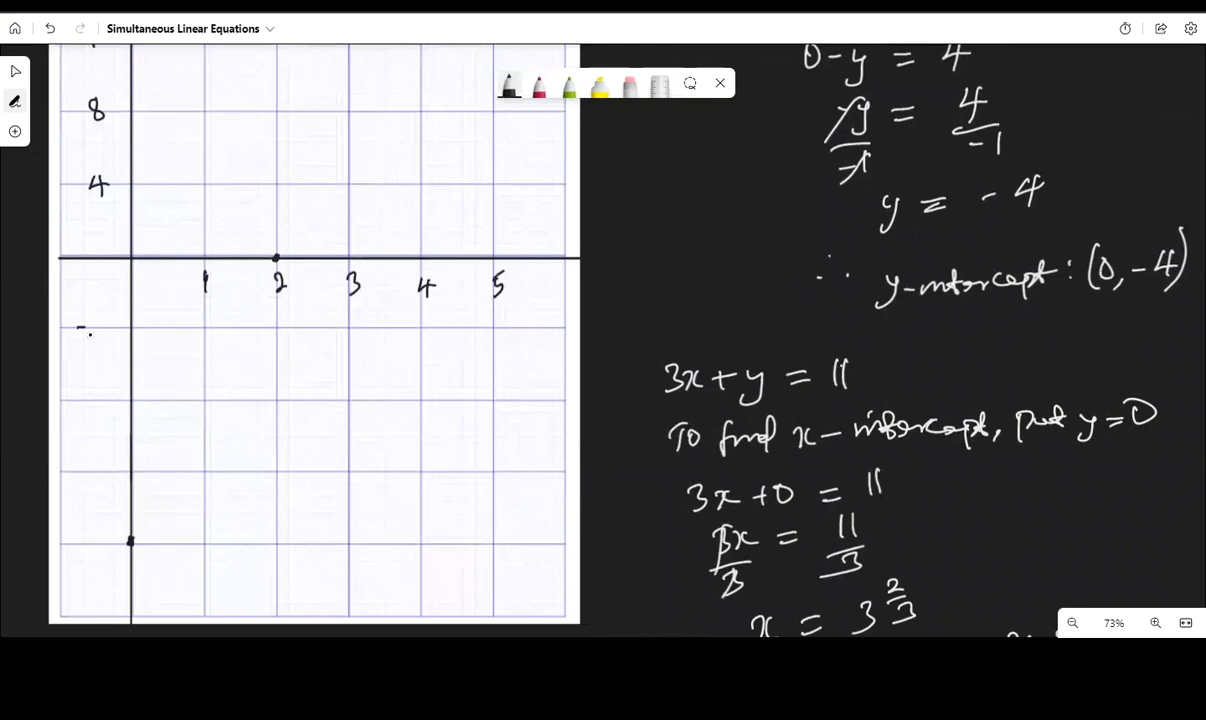 Simultaneous Linear Equations
8
4
1 2 3 4 5
-
0-y = 4
-y/-1 = 4/-1
y = -4
∴ y-intercept: (0, -4)
3x+y = 11
To find x-intercept, put y=0
3x+0 = 11
3x/3 = 11/3
x = 3 2/3
73%